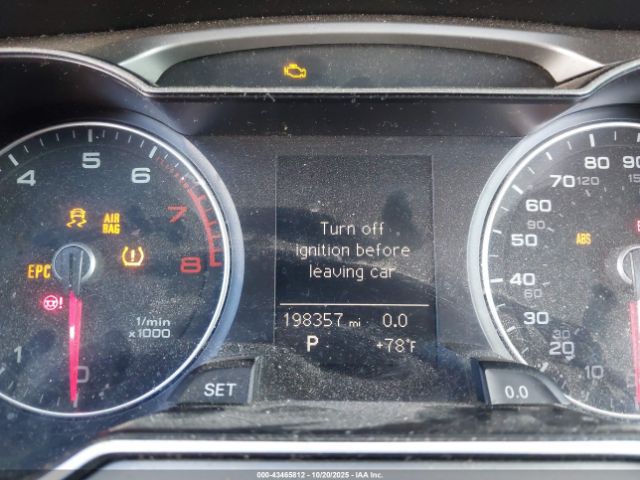 4 5 6 7 8
AIR
BAG
EPC
1/min
x1000
1 0
SET
Turn off
ignition before
leaving car
198357 mi 0.0
P +78°F
80 90
70 120
60
90
50
ABS
40
60
30
30
20
10
0.0
000-43465812 - 10/20/2025 - IAA Inc.